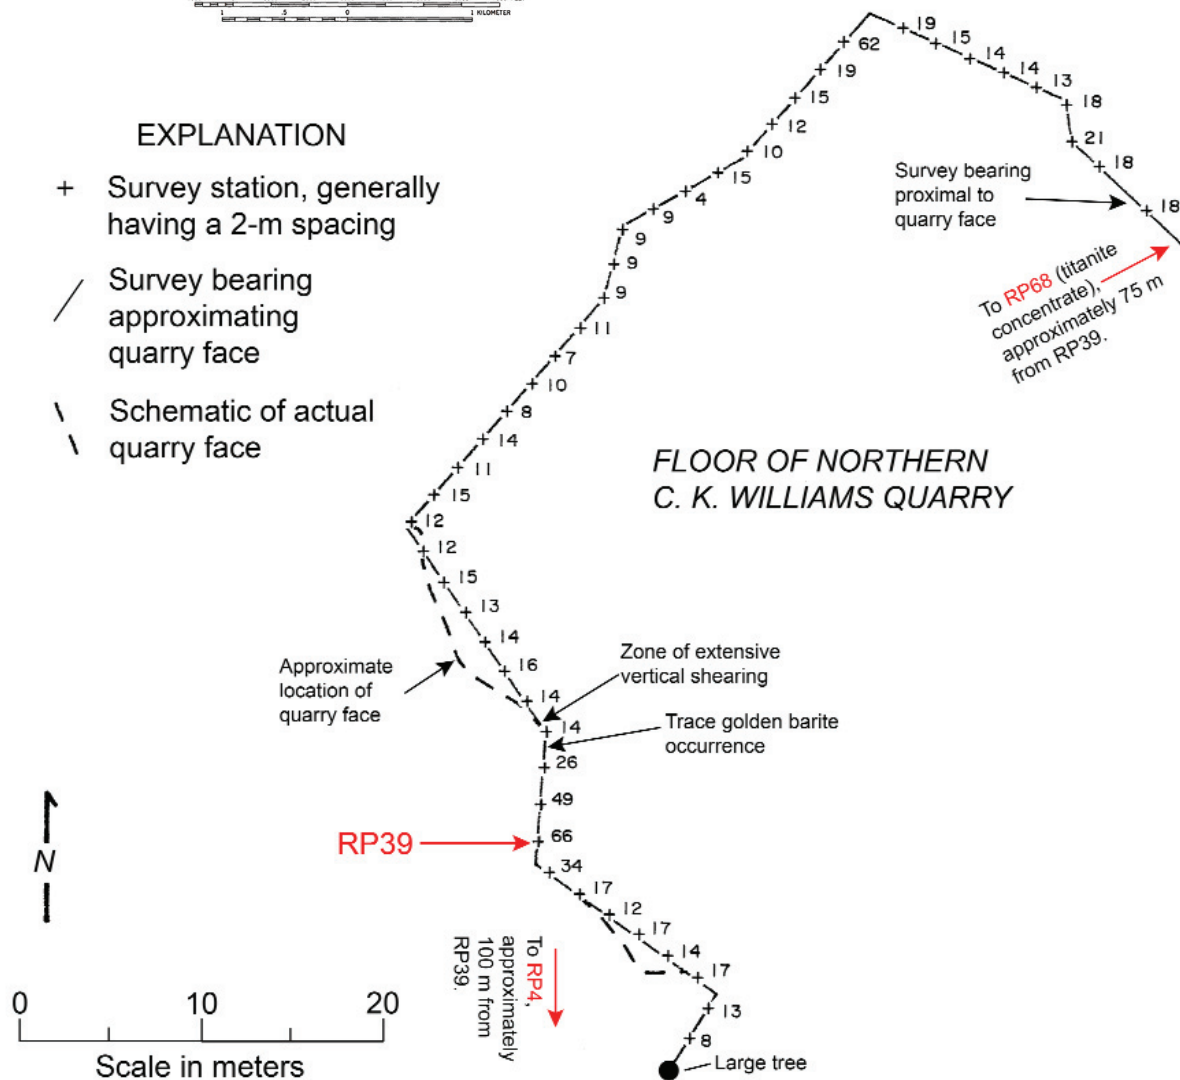 1 .5 0 1 KILOMETER
EXPLANATION
+ Survey station, generally
having a 2-m spacing
Survey bearing
approximating
quarry face
Schematic of actual
quarry face
62
19
15
12
10
15
4
9
9
9
9
11
7
10
8
14
11
15
12
12
15
13
14
16
14
14
26
49
66
34
17
12
17
14
17
13
8
19
15
14
14
13
18
21
18
18
Survey bearing
proximal to
quarry face
To RP68 (titanite
concentrate),
approximately 75 m
from RP39.
FLOOR OF NORTHERN
C. K. WILLIAMS QUARRY
Approximate
location of
quarry face
Zone of extensive
vertical shearing
Trace golden barite
occurrence
RP39
N
To RP4,
approximately
100 m from
RP39.
Large tree
0 10 20
Scale in meters